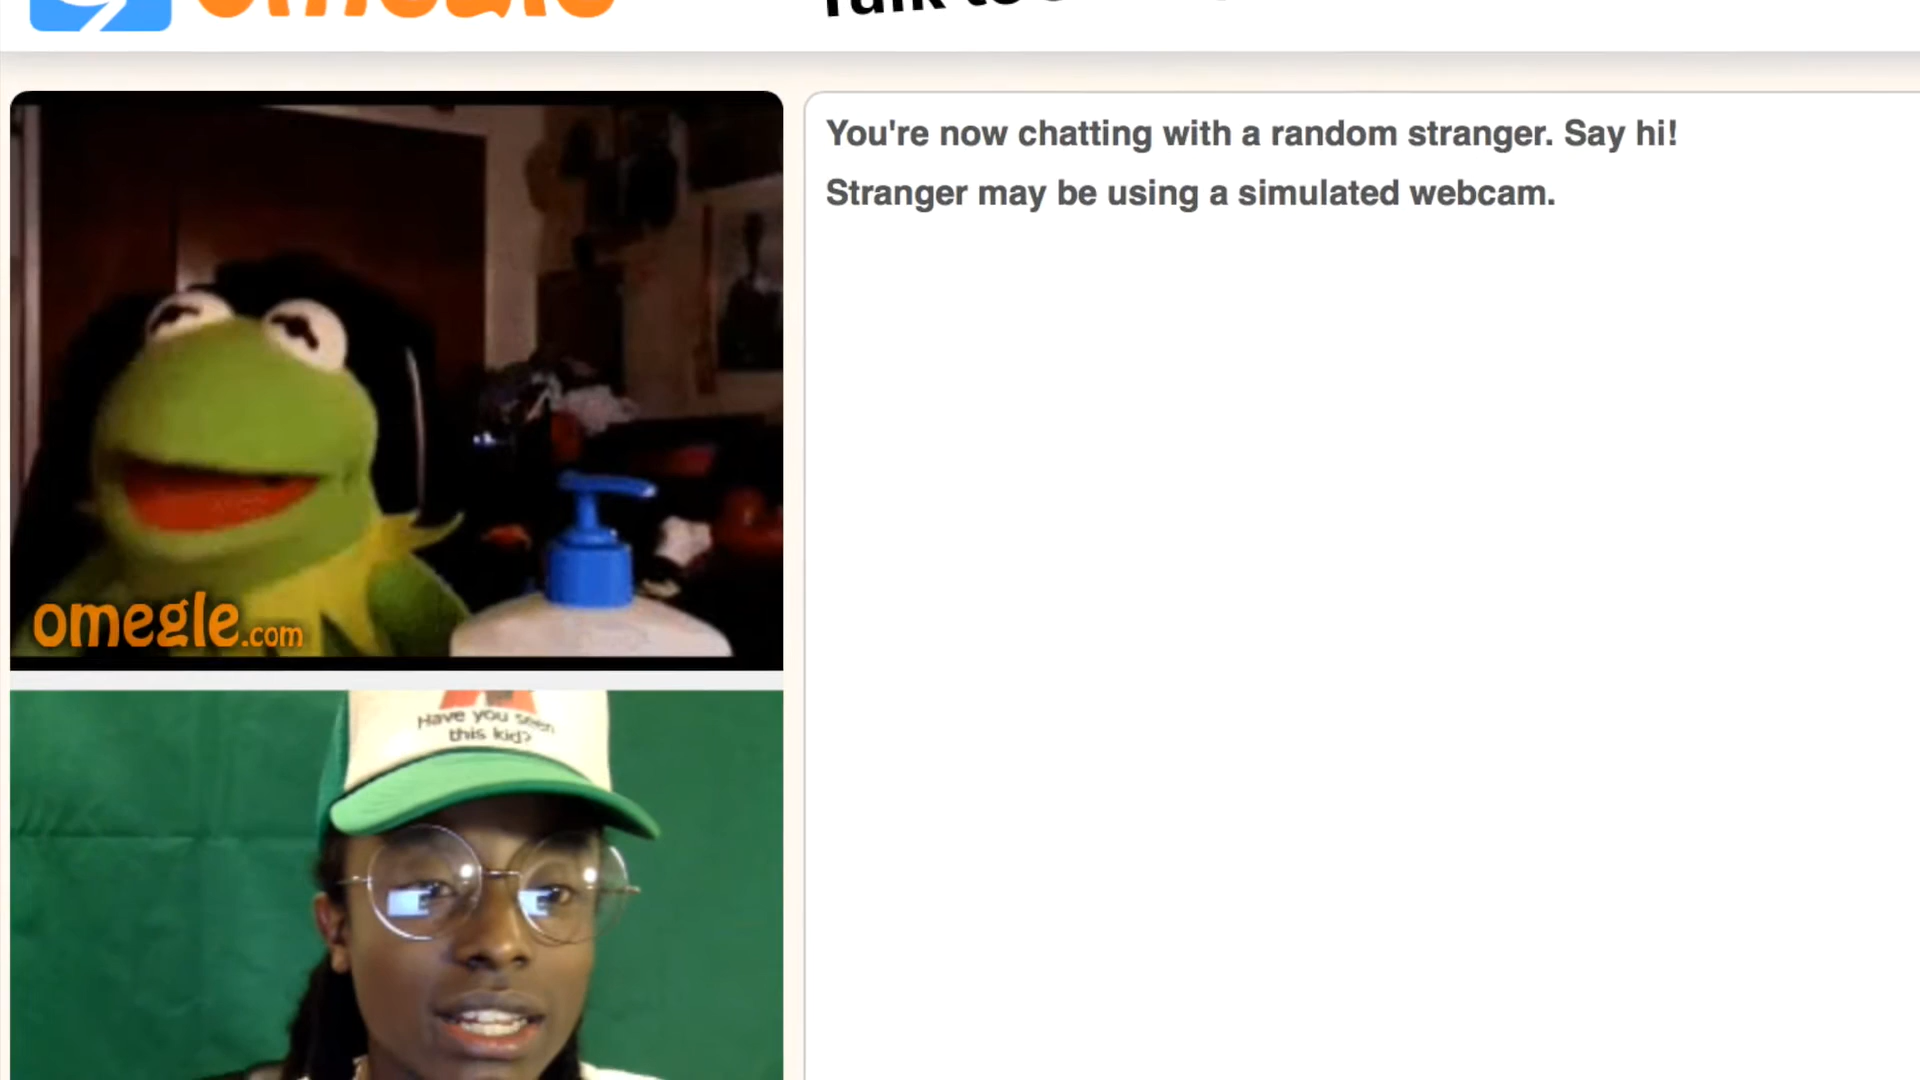 omegle
You're now chatting with a random stranger. Say hi!
Stranger may be using a simulated webcam.
omegle.com
Have you seen
this kid?